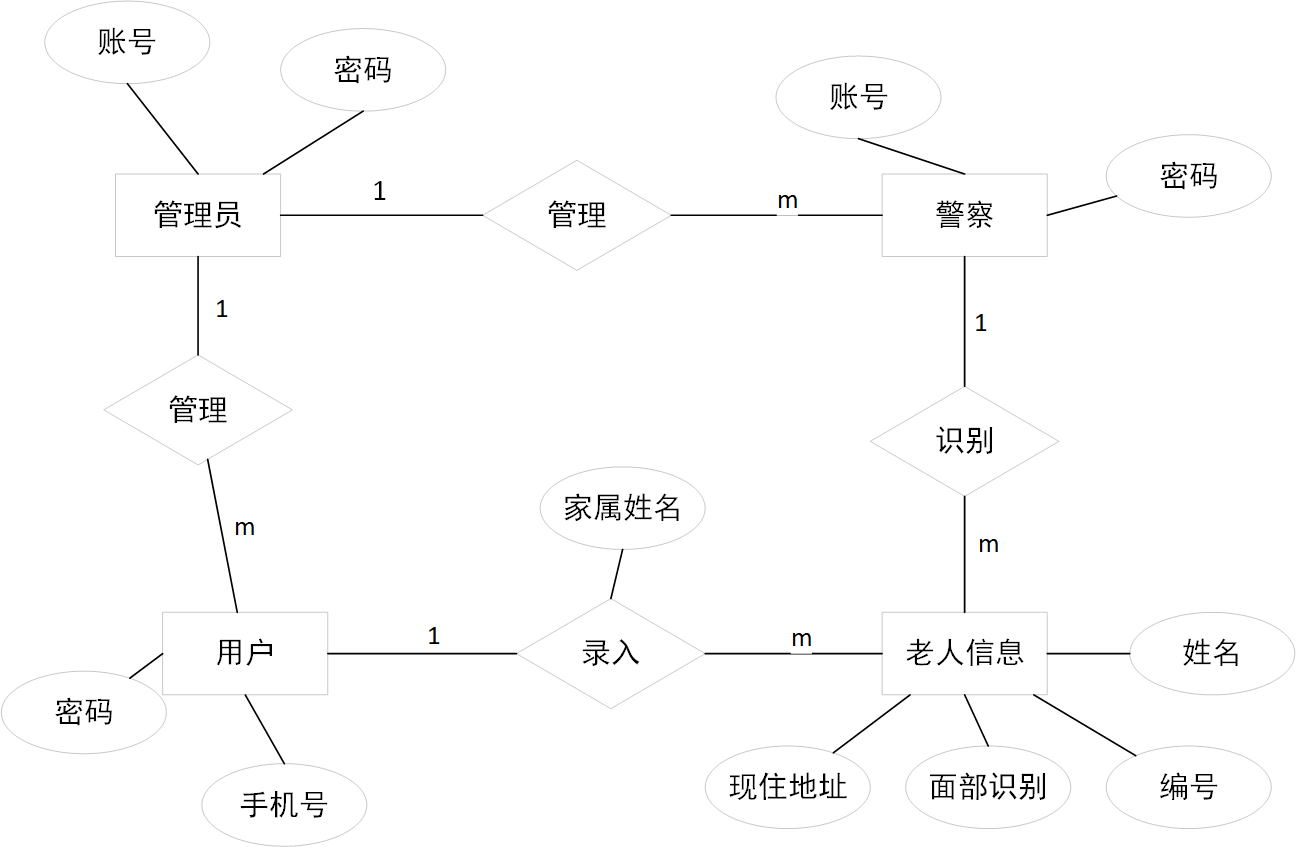 账号
密码
账号
密码
管理员
1
管理
m
警察
1
1
管理
识别
m
家属姓名
m
用户
1
录入
m
老人信息
姓名
密码
手机号
现住地址
面部识别
编号